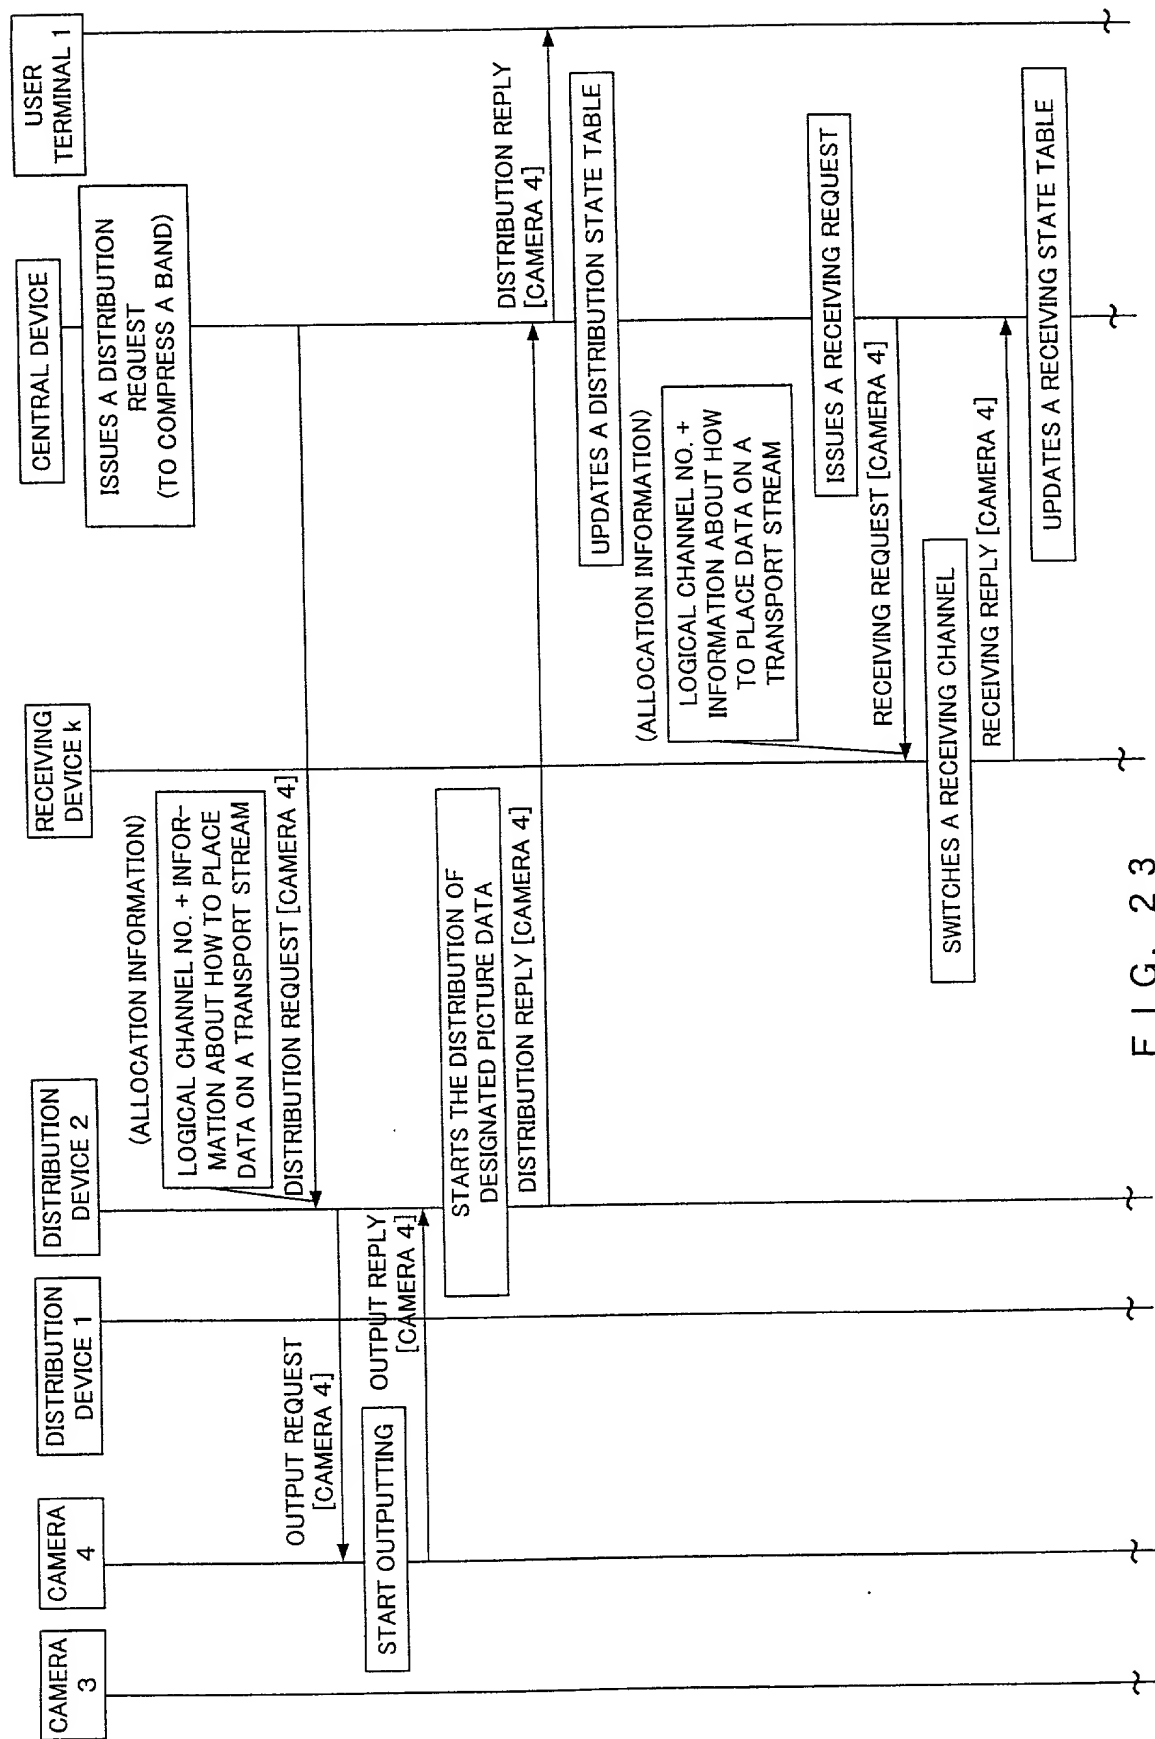 CAMERA
3
CAMERA
4
DISTRIBUTION
DEVICE 1
DISTRIBUTION
DEVICE 2
RECEIVING
DEVICE k
CENTRAL DEVICE
USER
TERMINAL 1
ISSUES A DISTRIBUTION
REQUEST
(TO COMPRESS A BAND)
(ALLOCATION INFORMATION)
LOGICAL CHANNEL NO. + INFOR-
MATION ABOUT HOW TO PLACE
DATA ON A TRANSPORT STREAM
DISTRIBUTION REQUEST [CAMERA 4]
OUTPUT REQUEST
[CAMERA 4]
START OUTPUTTING
OUTPUT REPLY
[CAMERA 4]
STARTS THE DISTRIBUTION OF
DESIGNATED PICTURE DATA
DISTRIBUTION REPLY [CAMERA 4]
DISTRIBUTION REPLY
[CAMERA 4]
UPDATES A DISTRIBUTION STATE TABLE
(ALLOCATION INFORMATION)
LOGICAL CHANNEL NO. +
INFORMATION ABOUT HOW
TO PLACE DATA ON A
TRANSPORT STREAM
ISSUES A RECEIVING REQUEST
RECEIVING REQUEST [CAMERA 4]
SWITCHES A RECEIVING CHANNEL
RECEIVING REPLY [CAMERA 4]
UPDATES A RECEIVING STATE TABLE
FIG. 23